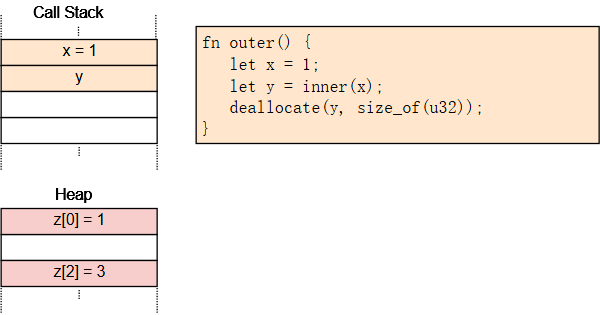 Call Stack
x = 1
y
fn outer() {
let x = 1;
let y = inner(x);
deallocate(y, size_of(u32));
}
Heap
z[0] = 1
z[2] = 3